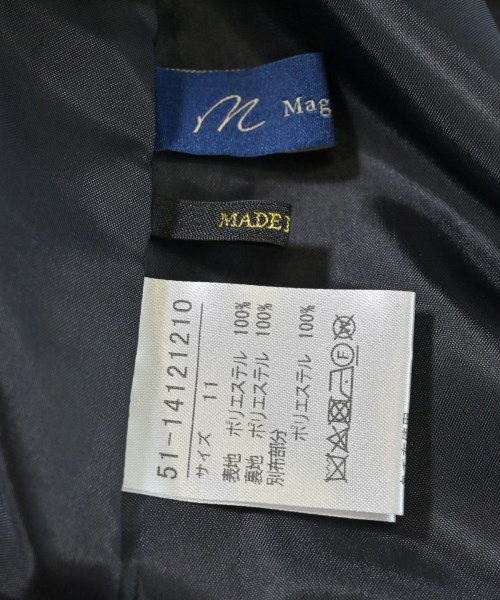 Mag
MADE
51-14121210
サイズ 11
表地 ポリエステル 100%
裏地 ポリエステル 100%
別布部分
ポリエステル 100%